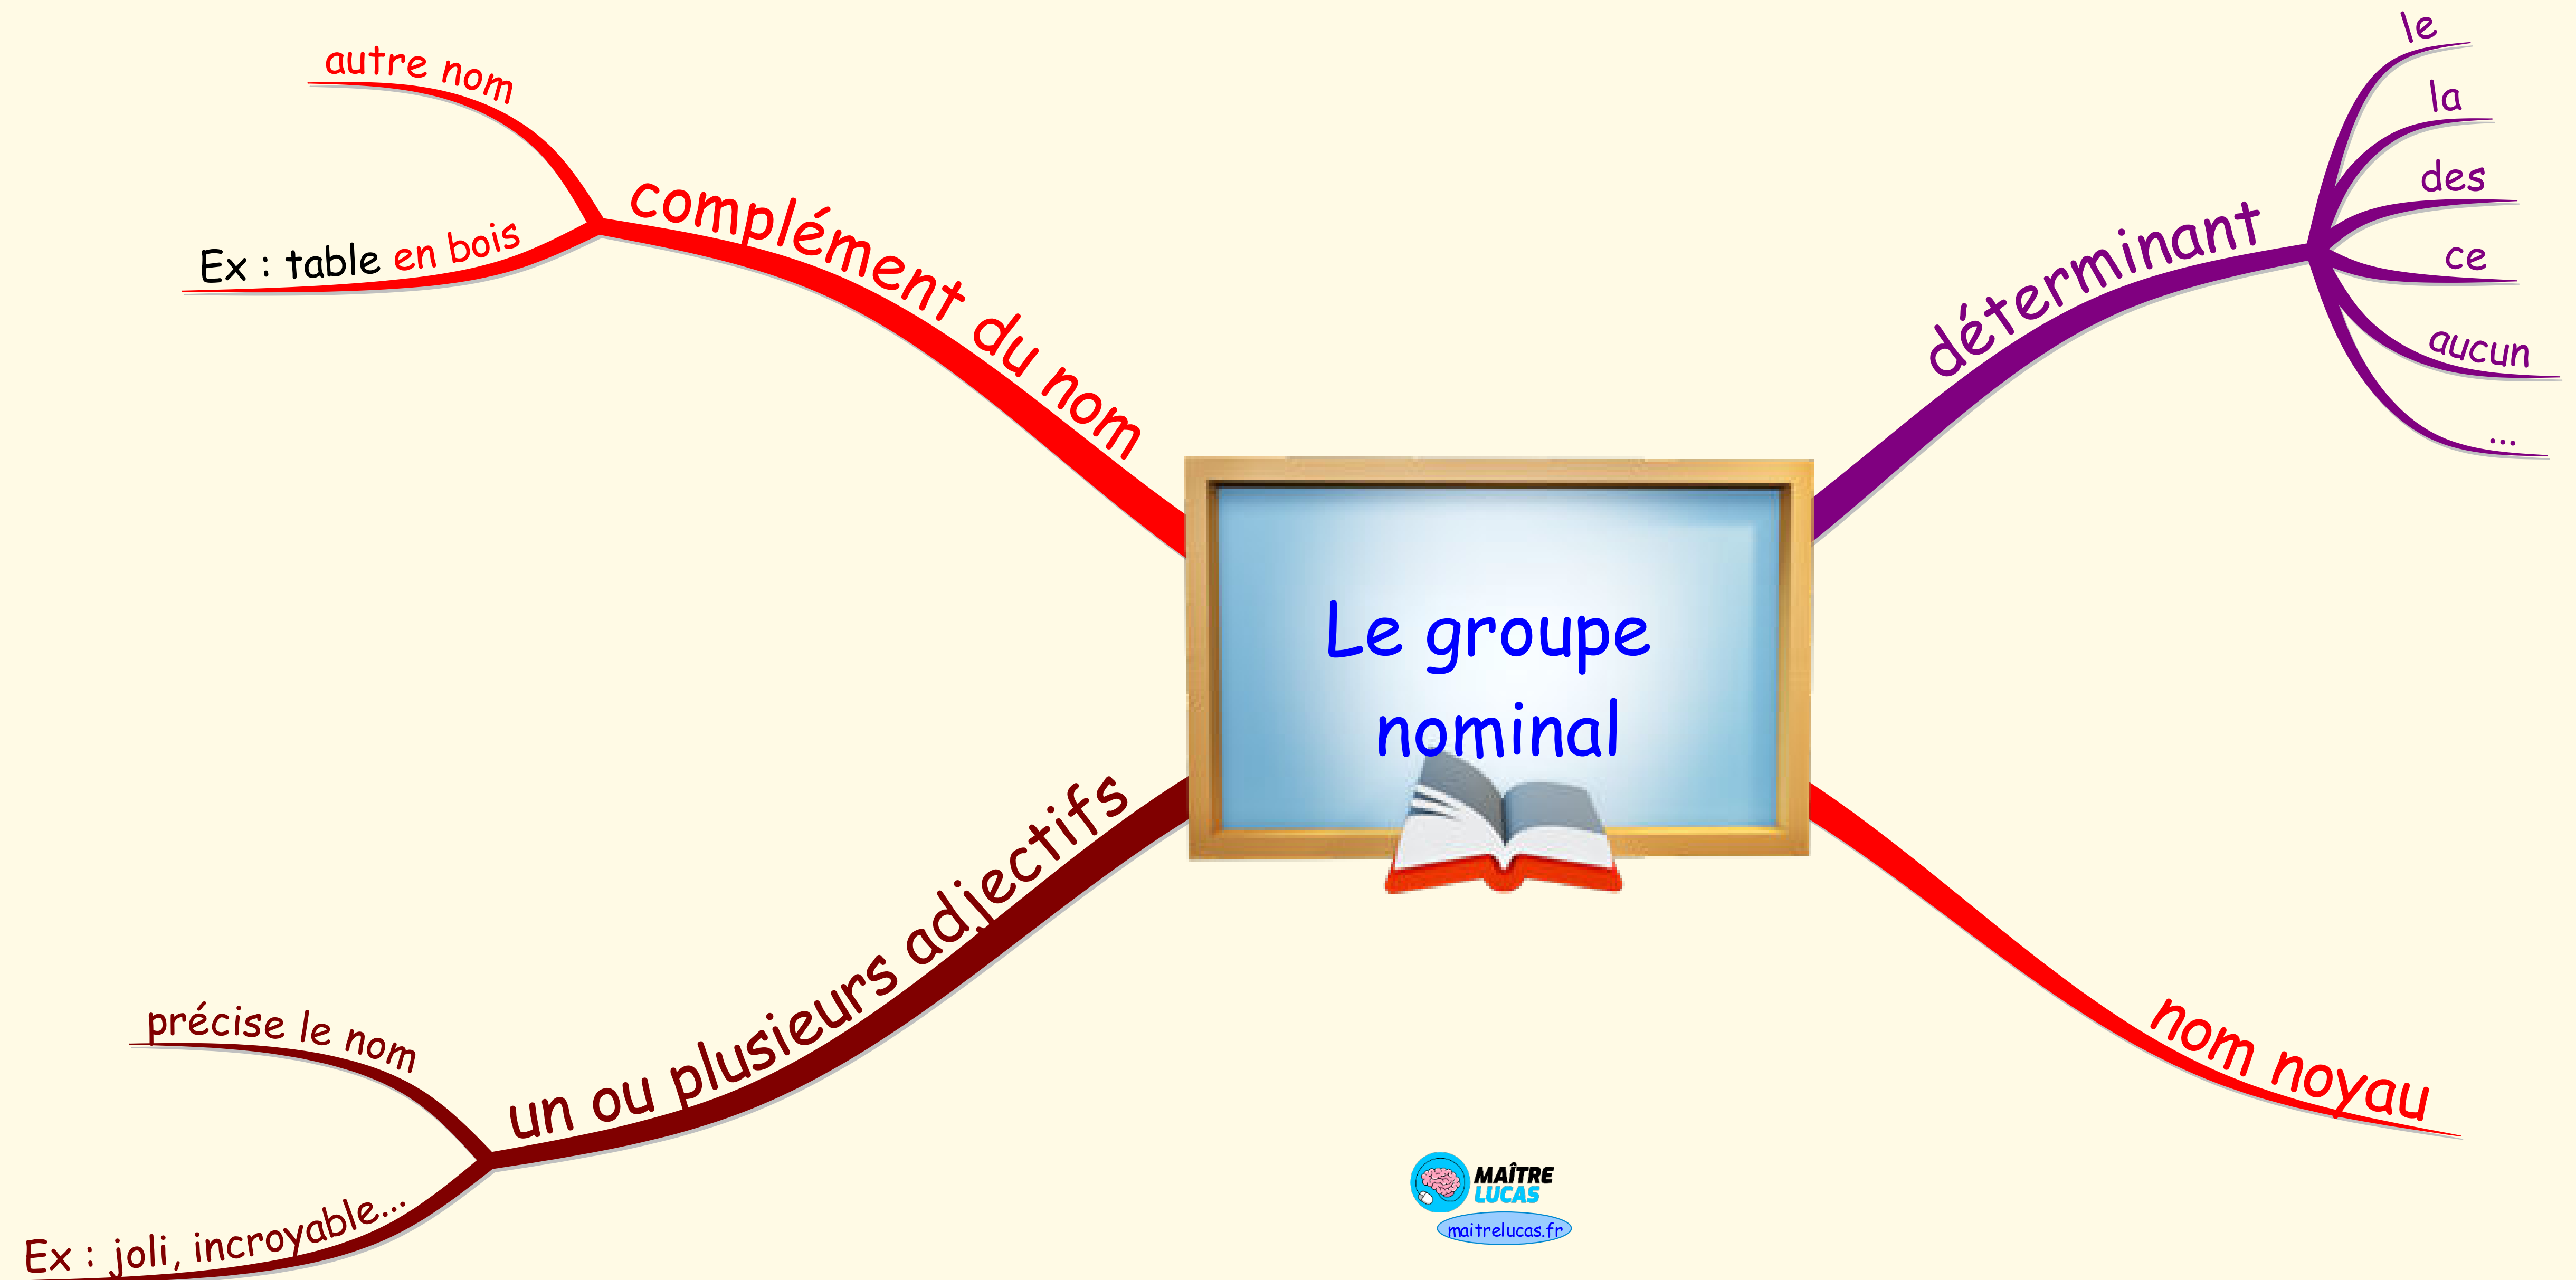 Le groupe
nominal
déterminant
le
la
des
ce
aucun
...
nom noyau
un ou plusieurs adjectifs
précise le nom
Ex : joli, incroyable...
complément du nom
autre nom
Ex : table en bois
MAÎTRE
LUCAS
maitrelucas.fr